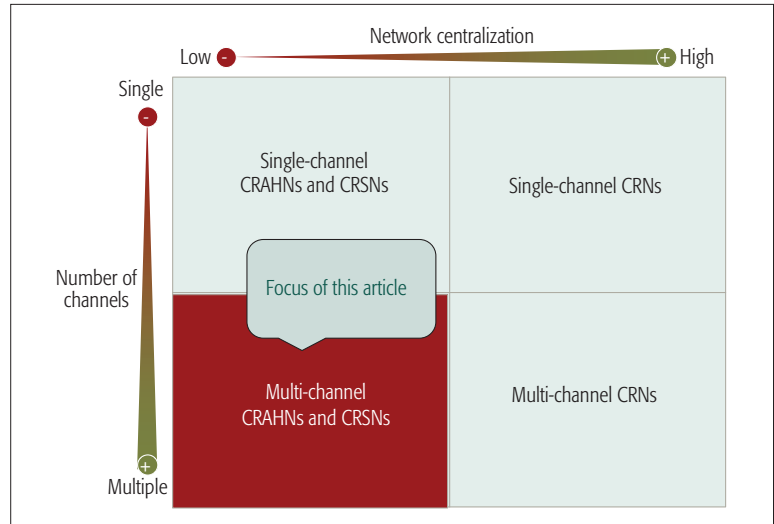 Network centralization
Low - + High
Single
-
Single-channel
CRAHNs and CRSNs
Single-channel CRNs
Number of
channels
Focus of this article
Multi-channel
CRAHNs and CRSNs
Multi-channel CRNs
+
Multiple